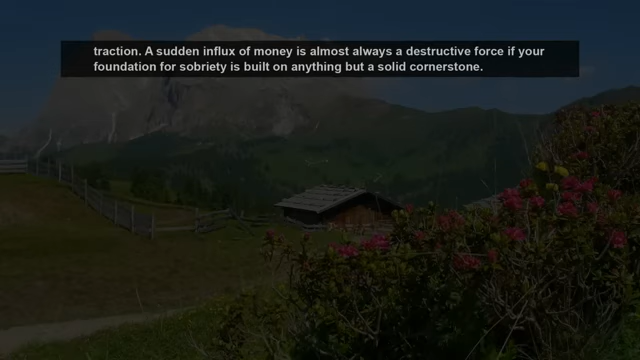 traction. A sudden influx of money is almost always a destructive force if your
foundation for sobriety is built on anything but a solid cornerstone.